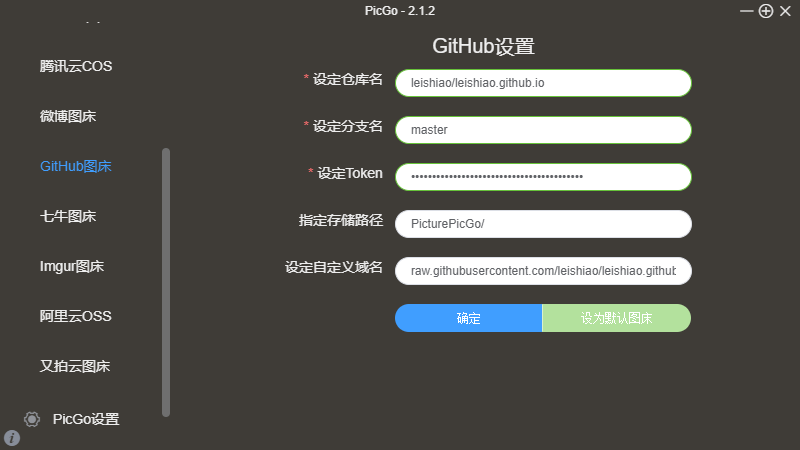 PicGo - 2.1.2
腾讯云COS
微博图床
GitHub图床
七牛图床
Imgur图床
阿里云OSS
又拍云图床
PicGo设置
GitHub设置
* 设定仓库名
leishiao/leishiao.github.io
* 设定分支名
master
* 设定Token
••••••••••••••••••••••••••••••••••••••••
指定存储路径
PicturePicGo/
设定自定义域名
raw.githubusercontent.com/leishiao/leishiao.github
确定
设为默认图床